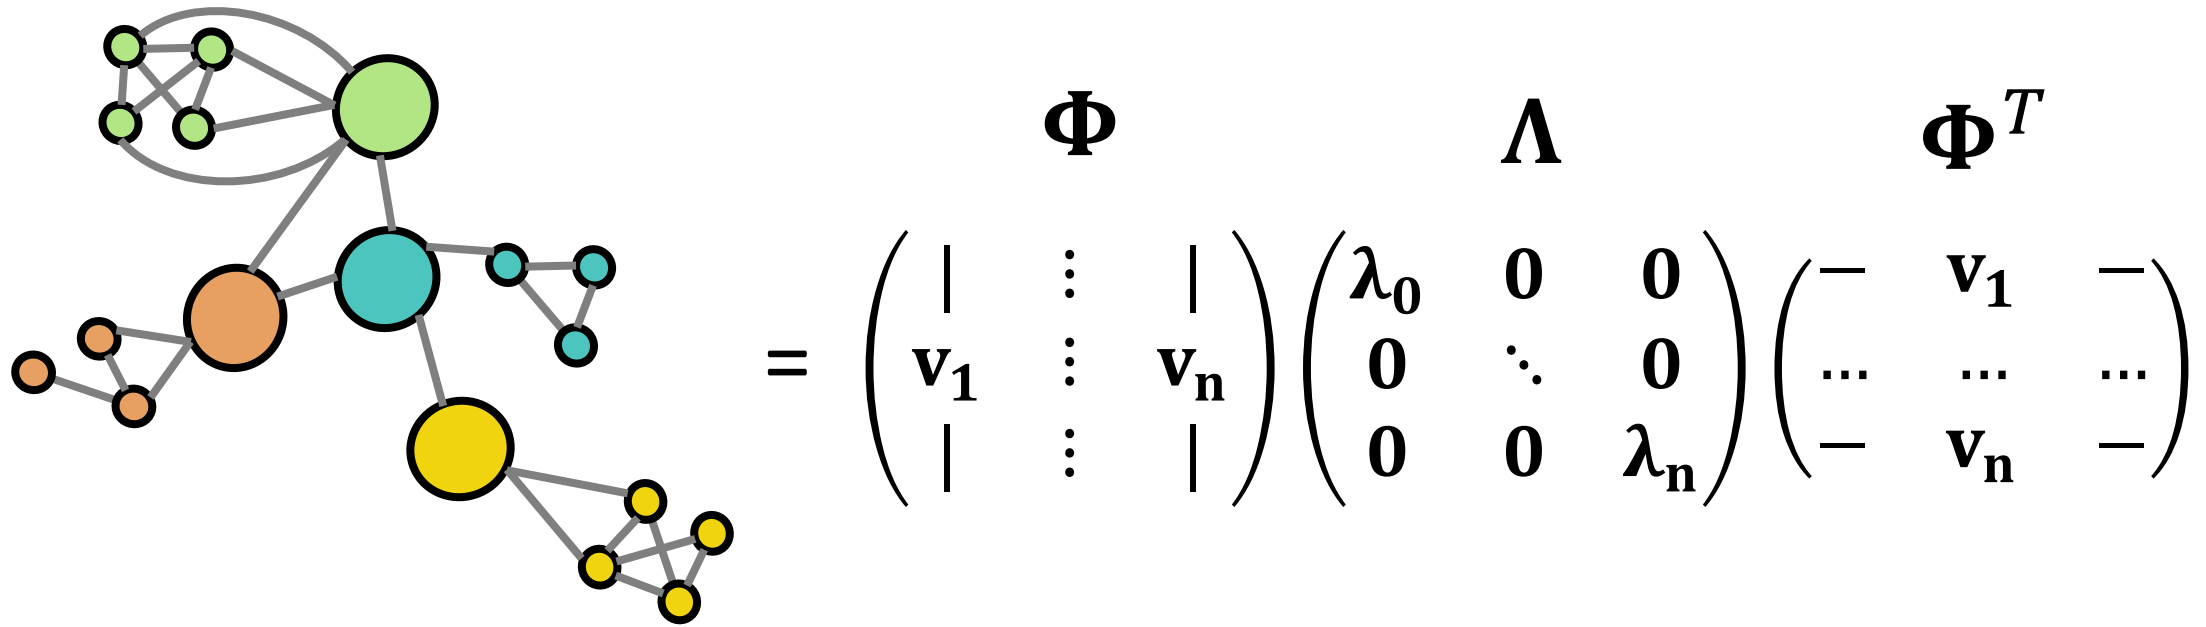 Φ Λ Φ^T
| ⋮ | λ₀ 0 0 – v₁ –
= v₁ ⋮ vₙ 0 ⋱ 0 ... ... ...
| ⋮ | 0 0 λₙ – vₙ –